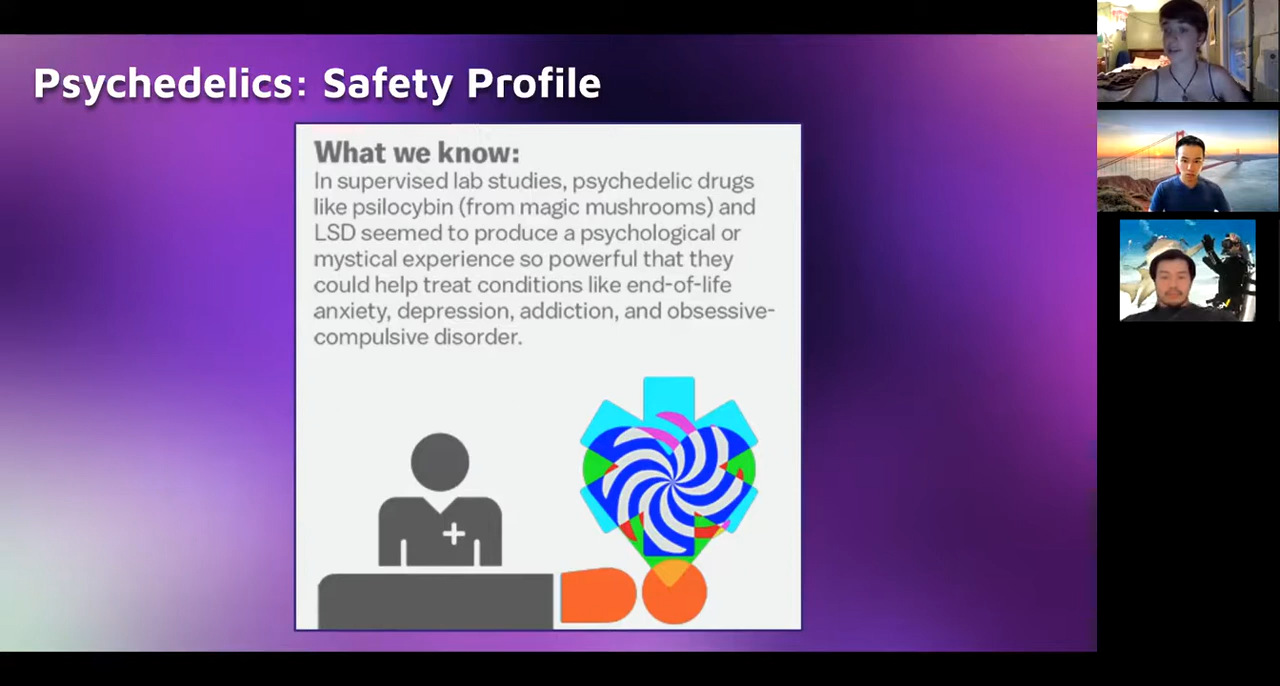 Psychedelics: Safety Profile
What we know:
In supervised lab studies, psychedelic drugs
like psilocybin (from magic mushrooms) and
LSD seemed to produce a psychological or
mystical experience so powerful that they
could help treat conditions like end-of-life
anxiety, depression, addiction, and obsessive-
compulsive disorder.